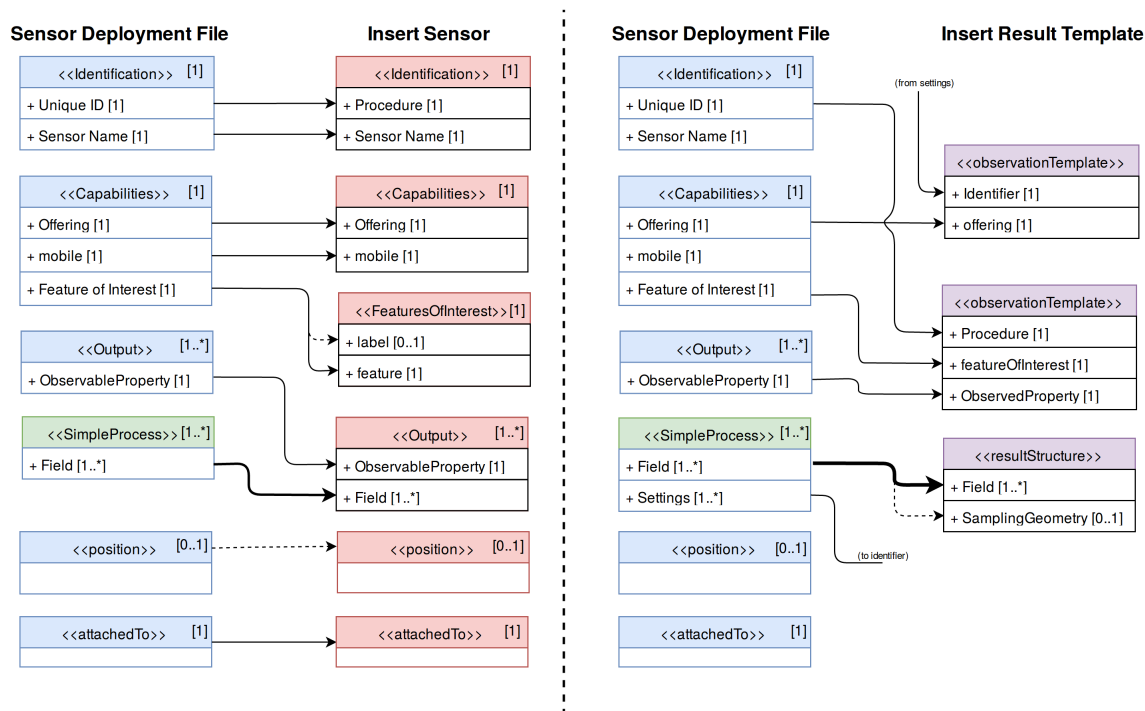 Sensor Deployment File
Insert Sensor
<<Identification>> [1]
+ Unique ID [1]
+ Sensor Name [1]
<<Identification>> [1]
+ Procedure [1]
+ Sensor Name [1]
<<Capabilities>> [1]
+ Offering [1]
+ mobile [1]
+ Feature of Interest [1]
<<Capabilities>> [1]
+ Offering [1]
+ mobile [1]
<<FeaturesOfInterest>> [1]
+ label [0..1]
+ feature [1]
<<Output>> [1..*]
+ ObservableProperty [1]
<<SimpleProcess>> [1..*]
+ Field [1..*]
<<Output>> [1..*]
+ ObservableProperty [1]
+ Field [1..*]
<<position>> [0..1]
<<position>> [0..1]
<<attachedTo>> [1]
<<attachedTo>> [1]
Sensor Deployment File
Insert Result Template
<<Identification>> [1]
+ Unique ID [1]
+ Sensor Name [1]
(from settings)
<<observationTemplate>>
+ Identifier [1]
+ offering [1]
<<Capabilities>> [1]
+ Offering [1]
+ mobile [1]
+ Feature of Interest [1]
<<observationTemplate>>
+ Procedure [1]
+ featureOfInterest [1]
+ ObservedProperty [1]
<<Output>> [1..*]
+ ObservableProperty [1]
<<SimpleProcess>> [1..*]
+ Field [1..*]
+ Settings [1..*]
<<resultStructure>>
+ Field [1..*]
+ SamplingGeometry [0..1]
<<position>> [0..1]
(to identifier)
<<attachedTo>> [1]